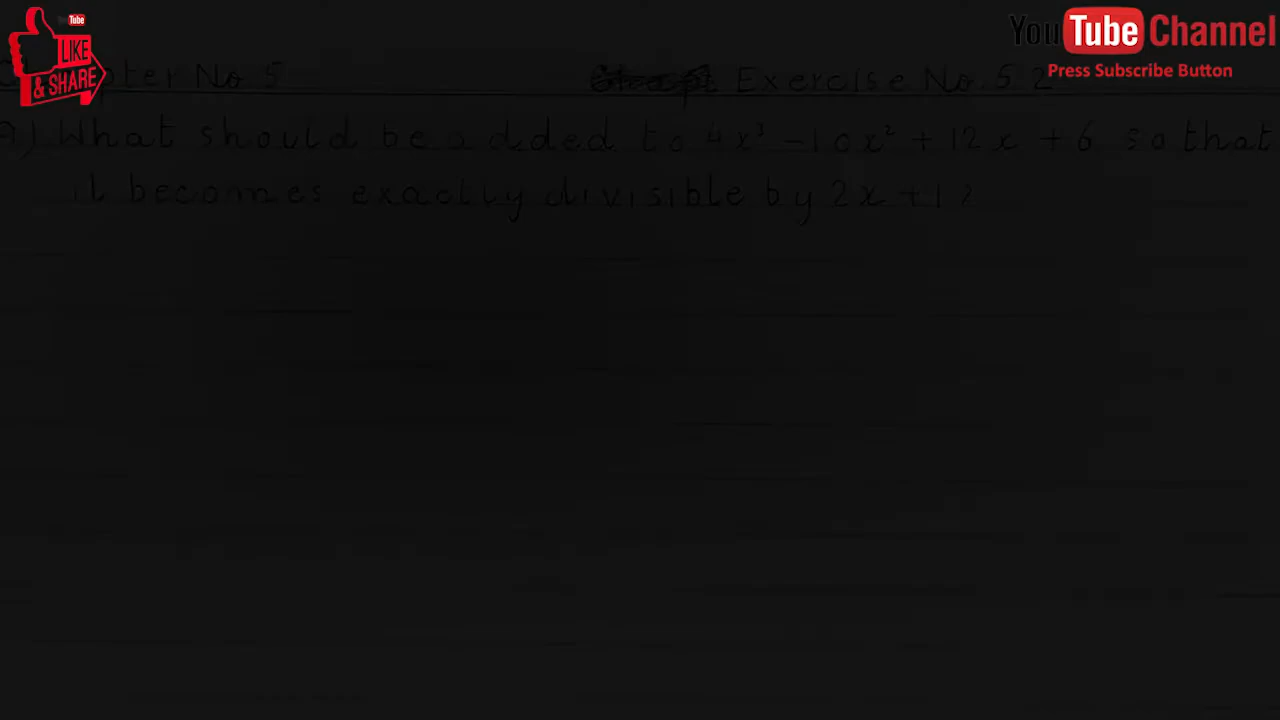 YouTube
LIKE
& SHARE
YouTube Channel
Press Subscribe Button
Chapter No 5 Exercise No. 5.2
What should be added to 4x³ - 10x² + 12x + 6 so that
it becomes exactly divisible by 2x + 1 ?